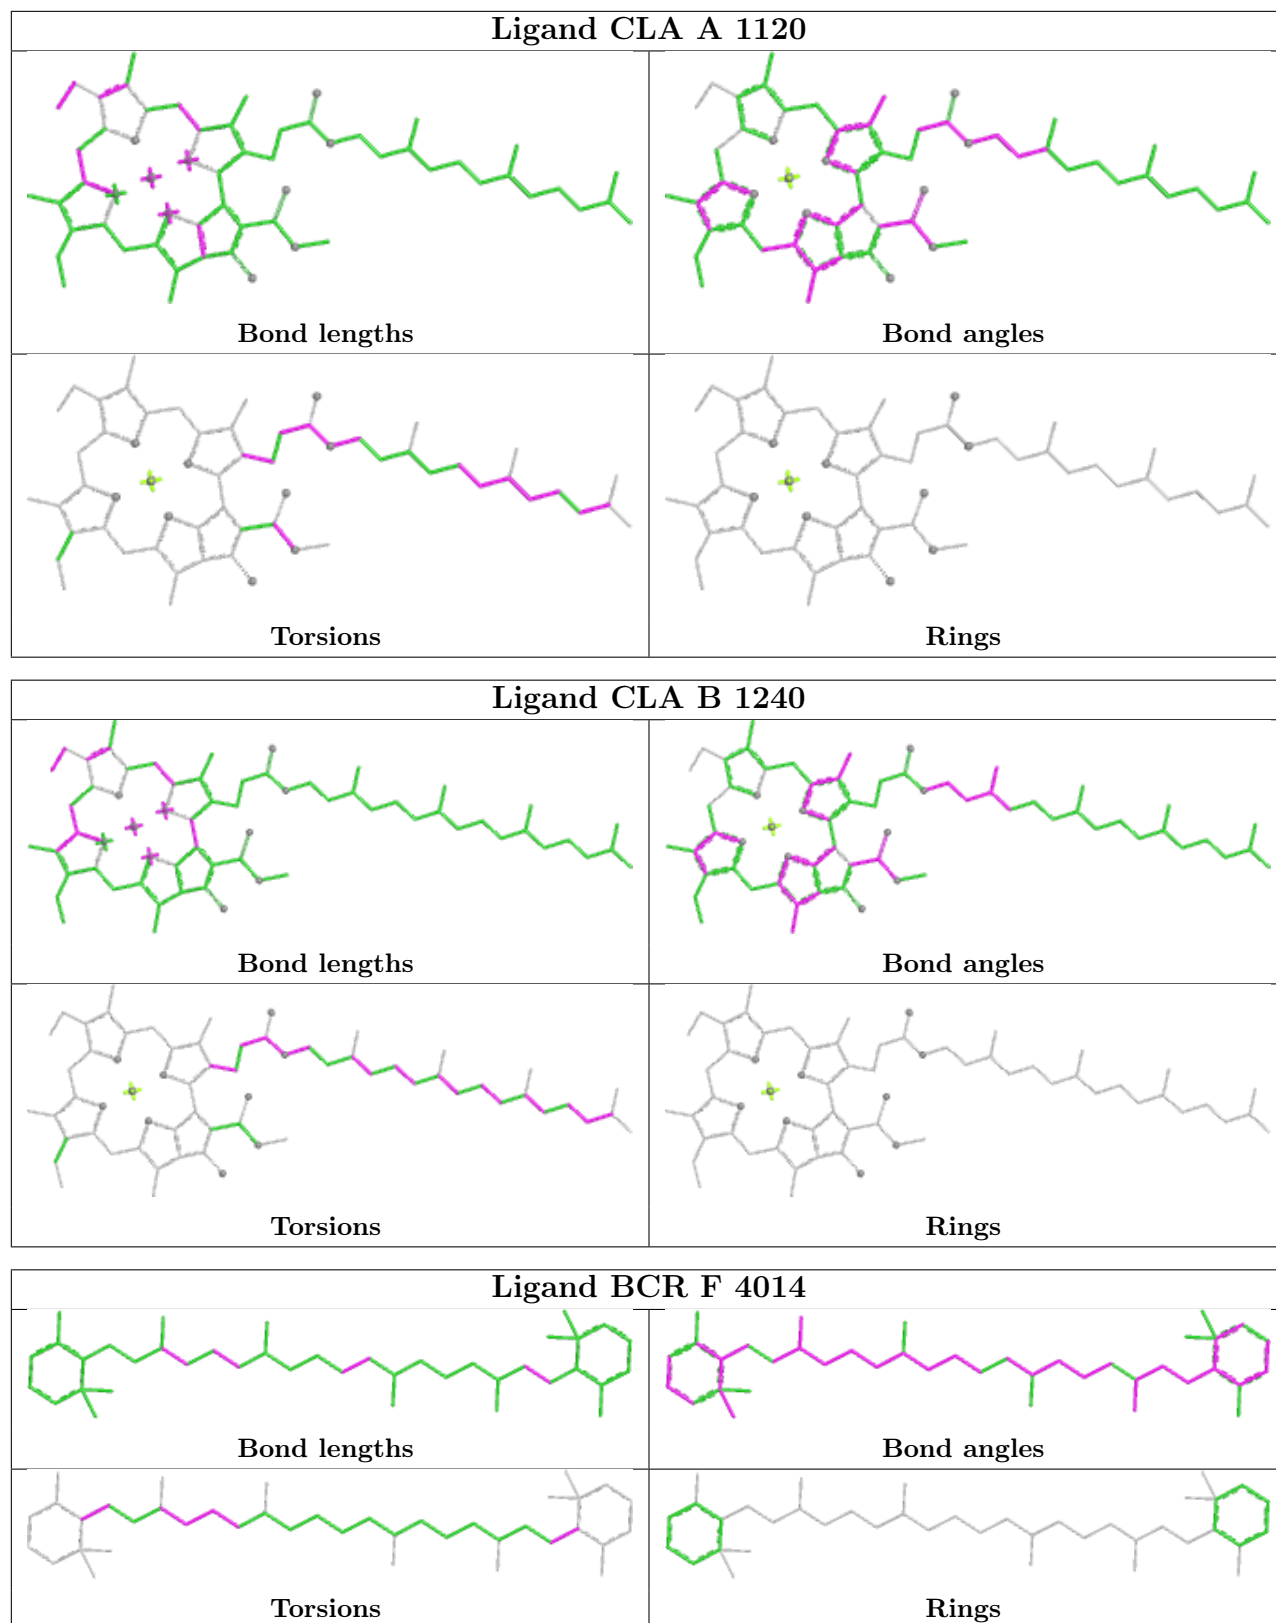 Ligand CLA A 1120
Bond lengths
Bond angles
Torsions
Rings
Ligand CLA B 1240
Bond lengths
Bond angles
Torsions
Rings
Ligand BCR F 4014
Bond lengths
Bond angles
Torsions
Rings